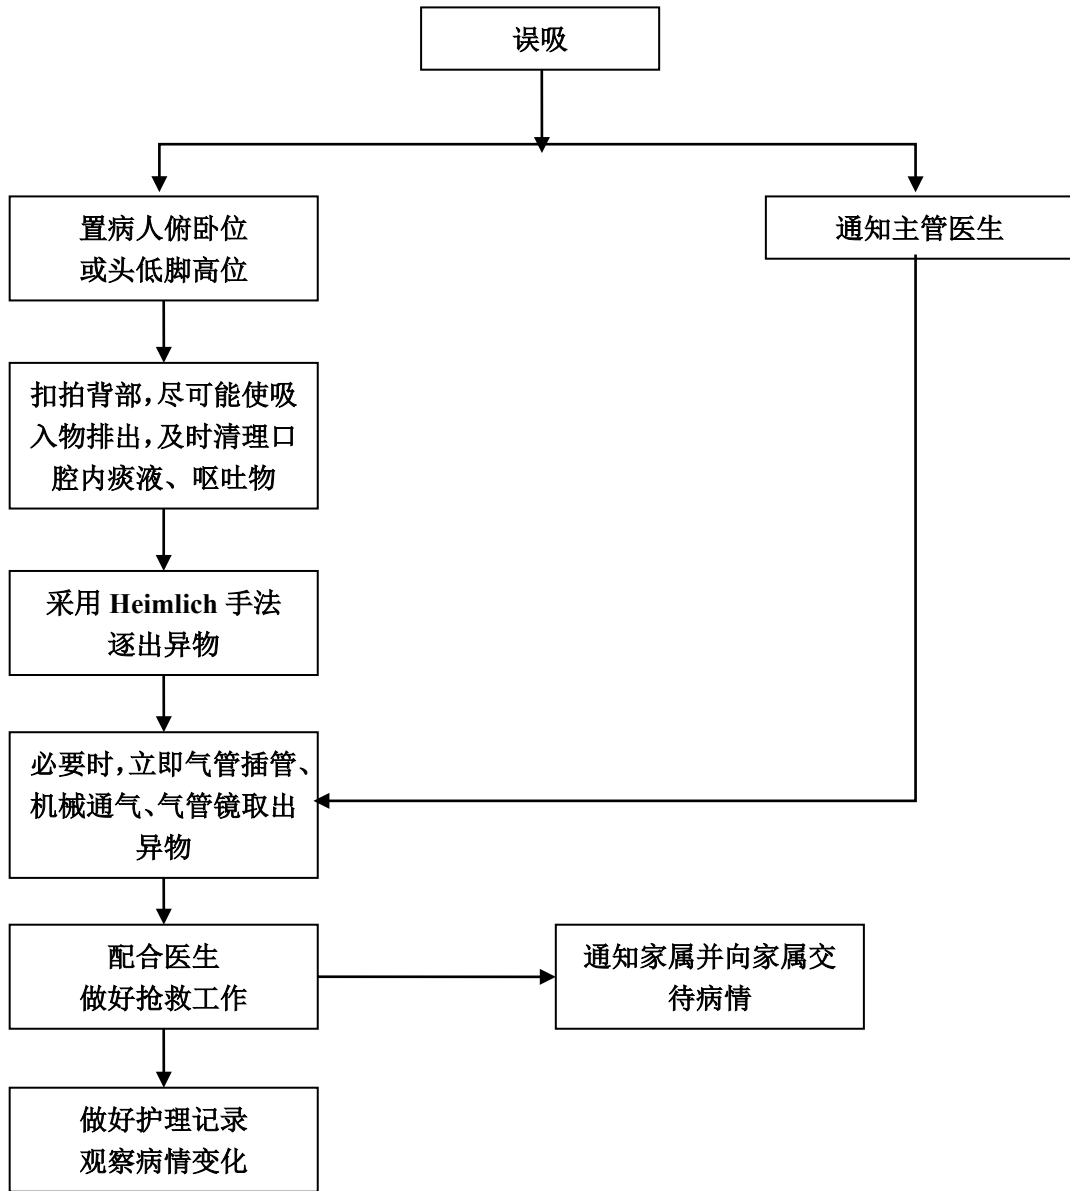 误吸
置病人俯卧位
或头低脚高位
通知主管医生
扣拍背部，尽可能使吸
入物排出，及时清理口
腔内痰液、呕吐物
采用 Heimlich 手法
逐出异物
必要时，立即气管插管、
机械通气、气管镜取出
异物
配合医生
做好抢救工作
通知家属并向家属交
待病情
做好护理记录
观察病情变化